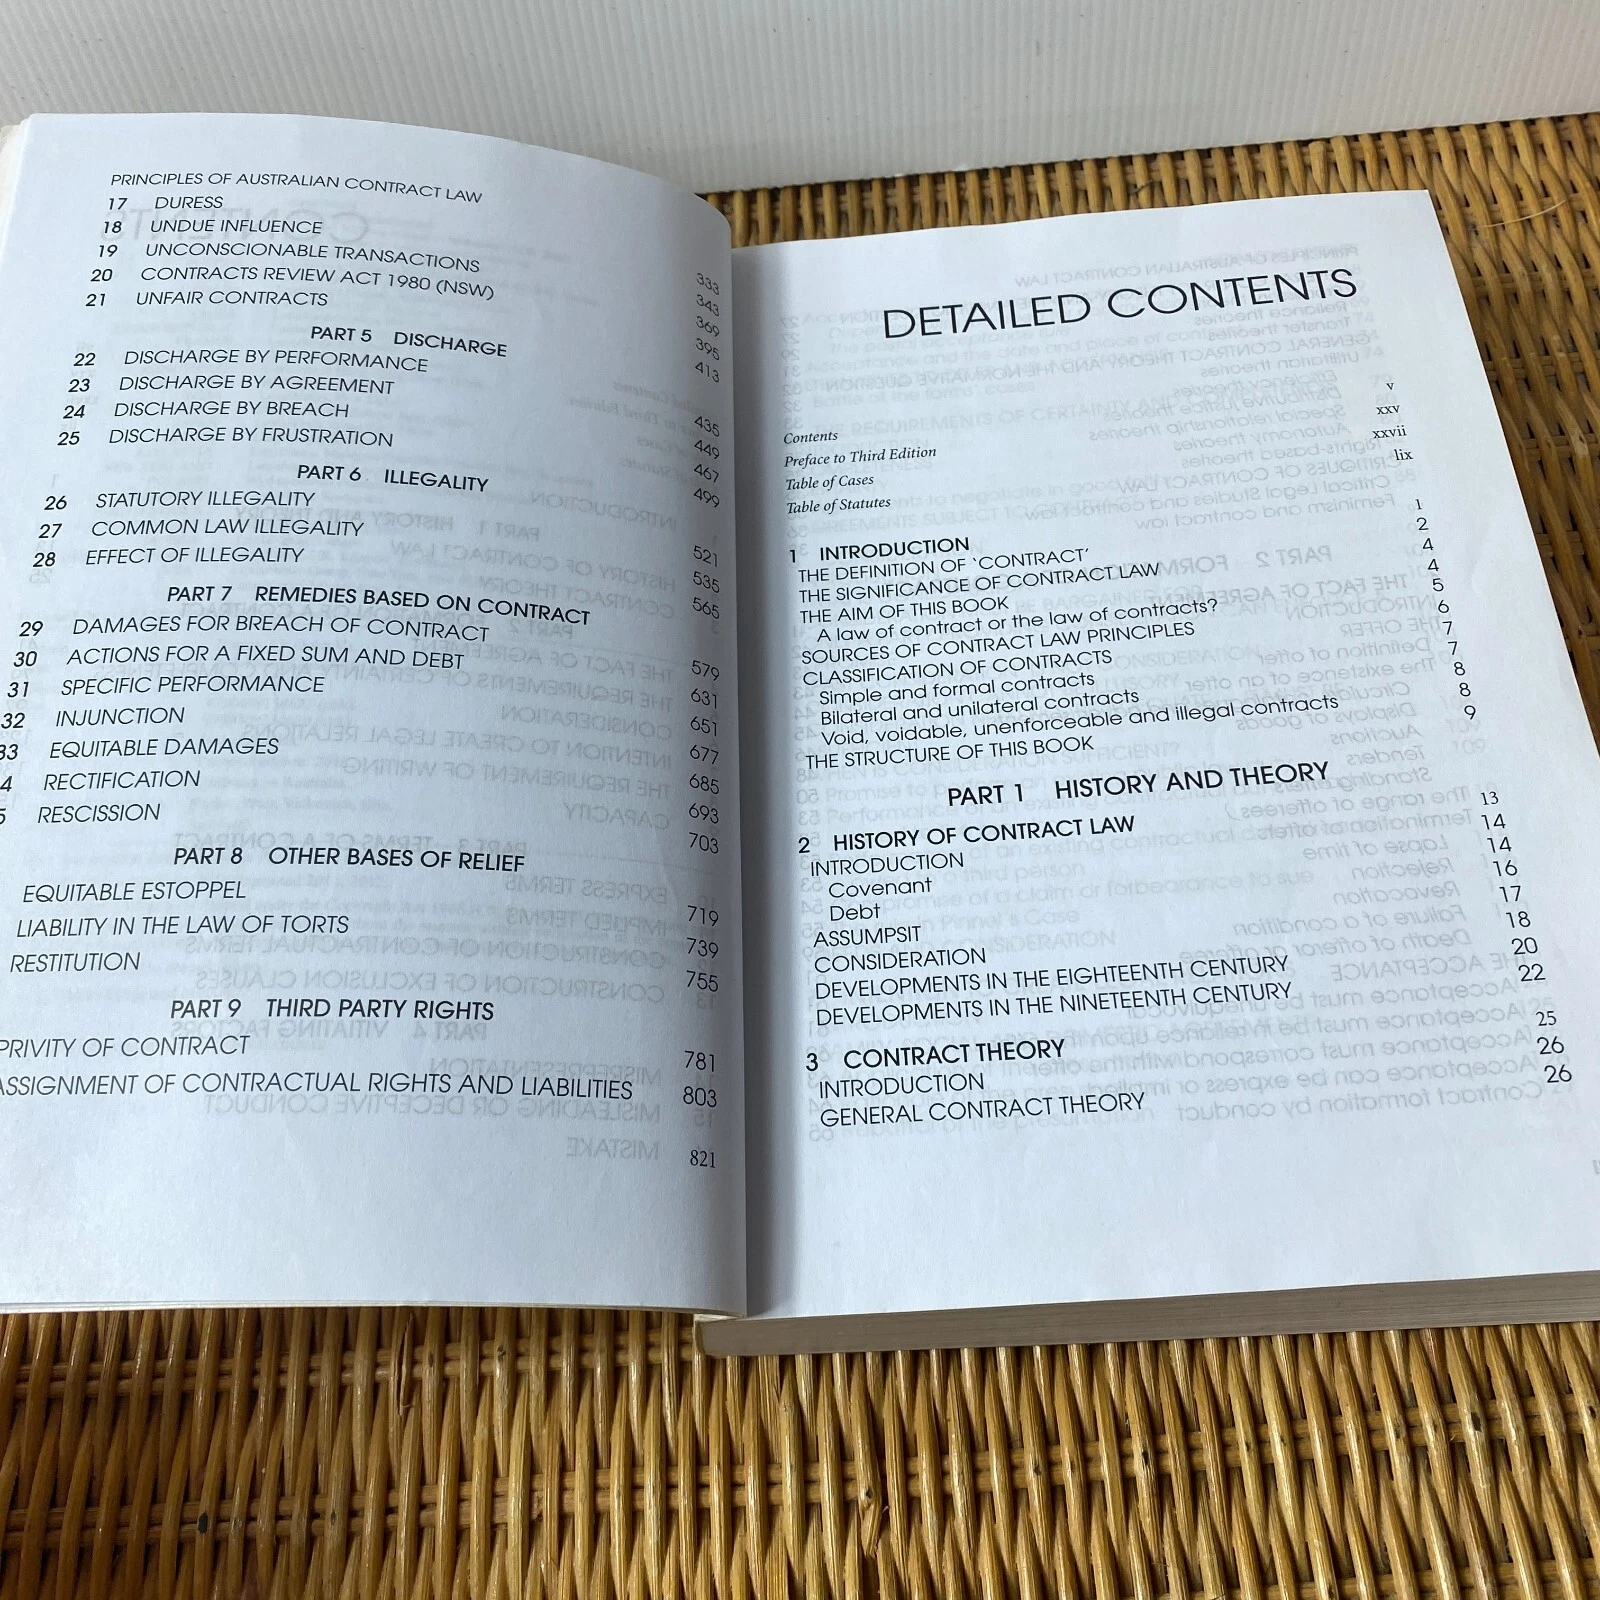 PRINCIPLES OF AUSTRALIAN CONTRACT LAW
17 DURESS 333
18 UNDUE INFLUENCE 343
19 UNCONSCIONABLE TRANSACTIONS 369
20 CONTRACTS REVIEW ACT 1980 (NSW) 395
21 UNFAIR CONTRACTS 413
PART 5 DISCHARGE
22 DISCHARGE BY PERFORMANCE 435
23 DISCHARGE BY AGREEMENT 449
24 DISCHARGE BY BREACH 467
25 DISCHARGE BY FRUSTRATION 499
PART 6 ILLEGALITY
26 STATUTORY ILLEGALITY 521
27 COMMON LAW ILLEGALITY 535
28 EFFECT OF ILLEGALITY 565
PART 7 REMEDIES BASED ON CONTRACT
29 DAMAGES FOR BREACH OF CONTRACT 579
30 ACTIONS FOR A FIXED SUM AND DEBT 631
31 SPECIFIC PERFORMANCE 651
32 INJUNCTION 677
33 EQUITABLE DAMAGES 685
4 RECTIFICATION 693
5 RESCISSION 703
PART 8 OTHER BASES OF RELIEF
EQUITABLE ESTOPPEL 719
LIABILITY IN THE LAW OF TORTS 739
RESTITUTION 755
PART 9 THIRD PARTY RIGHTS
PRIVITY OF CONTRACT 781
ASSIGNMENT OF CONTRACTUAL RIGHTS AND LIABILITIES 803
821
DETAILED CONTENTS
Contents v
Preface to Third Edition xxv
Table of Cases xxvii
Table of Statutes lix
1 INTRODUCTION 1
THE DEFINITION OF 'CONTRACT' 2
THE SIGNIFICANCE OF CONTRACT LAW 4
THE AIM OF THIS BOOK 4
A law of contract or the law of contracts? 5
SOURCES OF CONTRACT LAW PRINCIPLES 6
CLASSIFICATION OF CONTRACTS 7
Simple and formal contracts 7
Bilateral and unilateral contracts 8
Void, voidable, unenforceable and illegal contracts 8
THE STRUCTURE OF THIS BOOK 9
PART 1 HISTORY AND THEORY
2 HISTORY OF CONTRACT LAW 13
INTRODUCTION 14
Covenant 14
Debt 16
ASSUMPSIT 17
CONSIDERATION 18
DEVELOPMENTS IN THE EIGHTEENTH CENTURY 20
DEVELOPMENTS IN THE NINETEENTH CENTURY 22
3 CONTRACT THEORY 25
INTRODUCTION 26
GENERAL CONTRACT THEORY 26